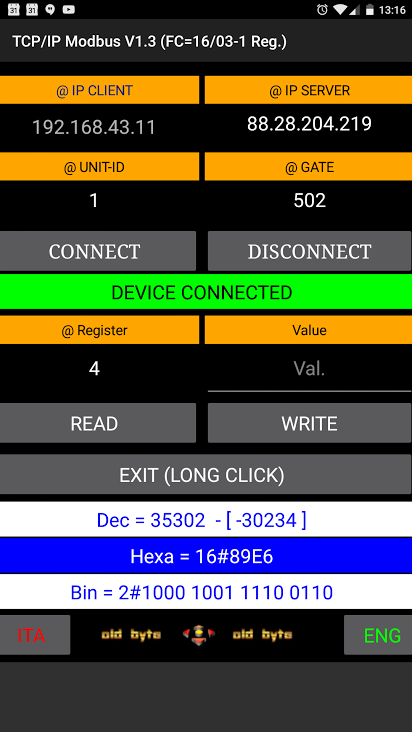 31 31 13:16
TCP/IP Modbus V1.3 (FC=16/03-1 Reg.)
@ IP CLIENT @ IP SERVER
192.168.43.11 88.28.204.219
@ UNIT-ID @ GATE
1 502
CONNECT DISCONNECT
DEVICE CONNECTED
@ Register Value
4 Val.
READ WRITE
EXIT (LONG CLICK)
Dec = 35302 - [ -30234 ]
Hexa = 16#89E6
Bin = 2#1000 1001 1110 0110
ITA old byte old byte ENG